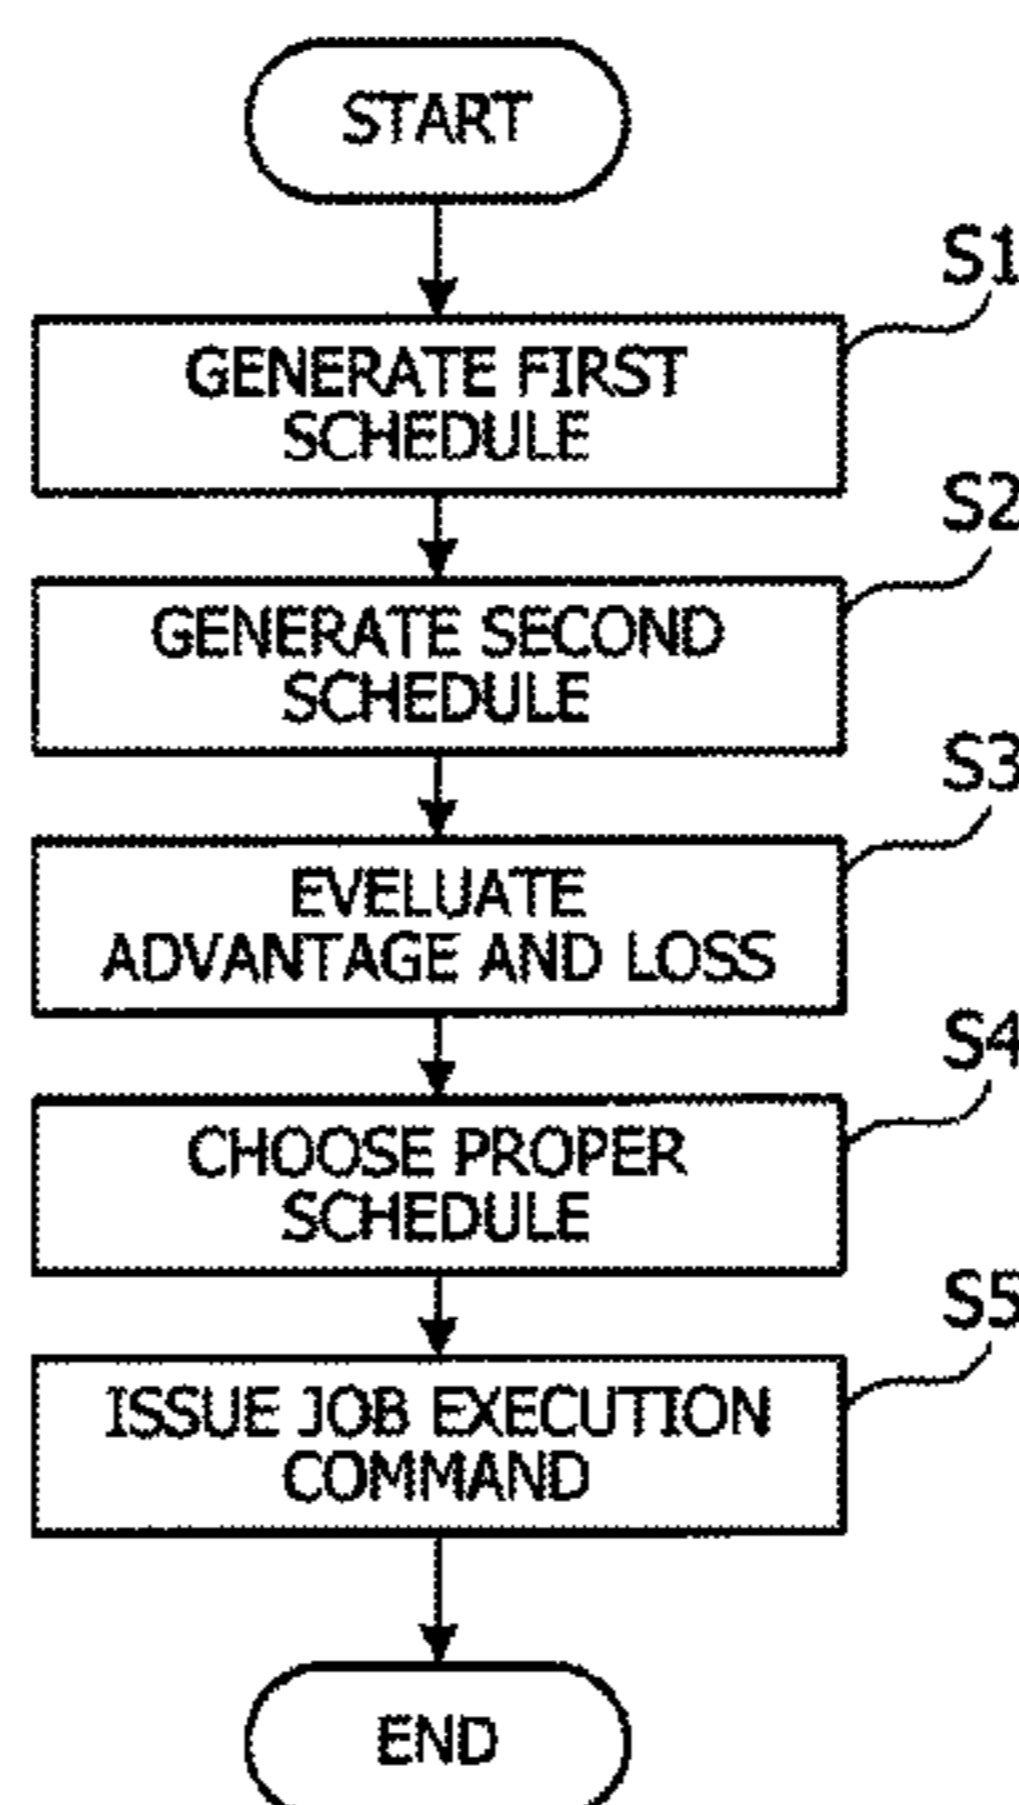 START
S1
GENERATE FIRST
SCHEDULE
S2
GENERATE SECOND
SCHEDULE
S3
EVELUATE
ADVANTAGE AND LOSS
S4
CHOOSE PROPER
SCHEDULE
S5
ISSUE JOB EXECUTION
COMMAND
END